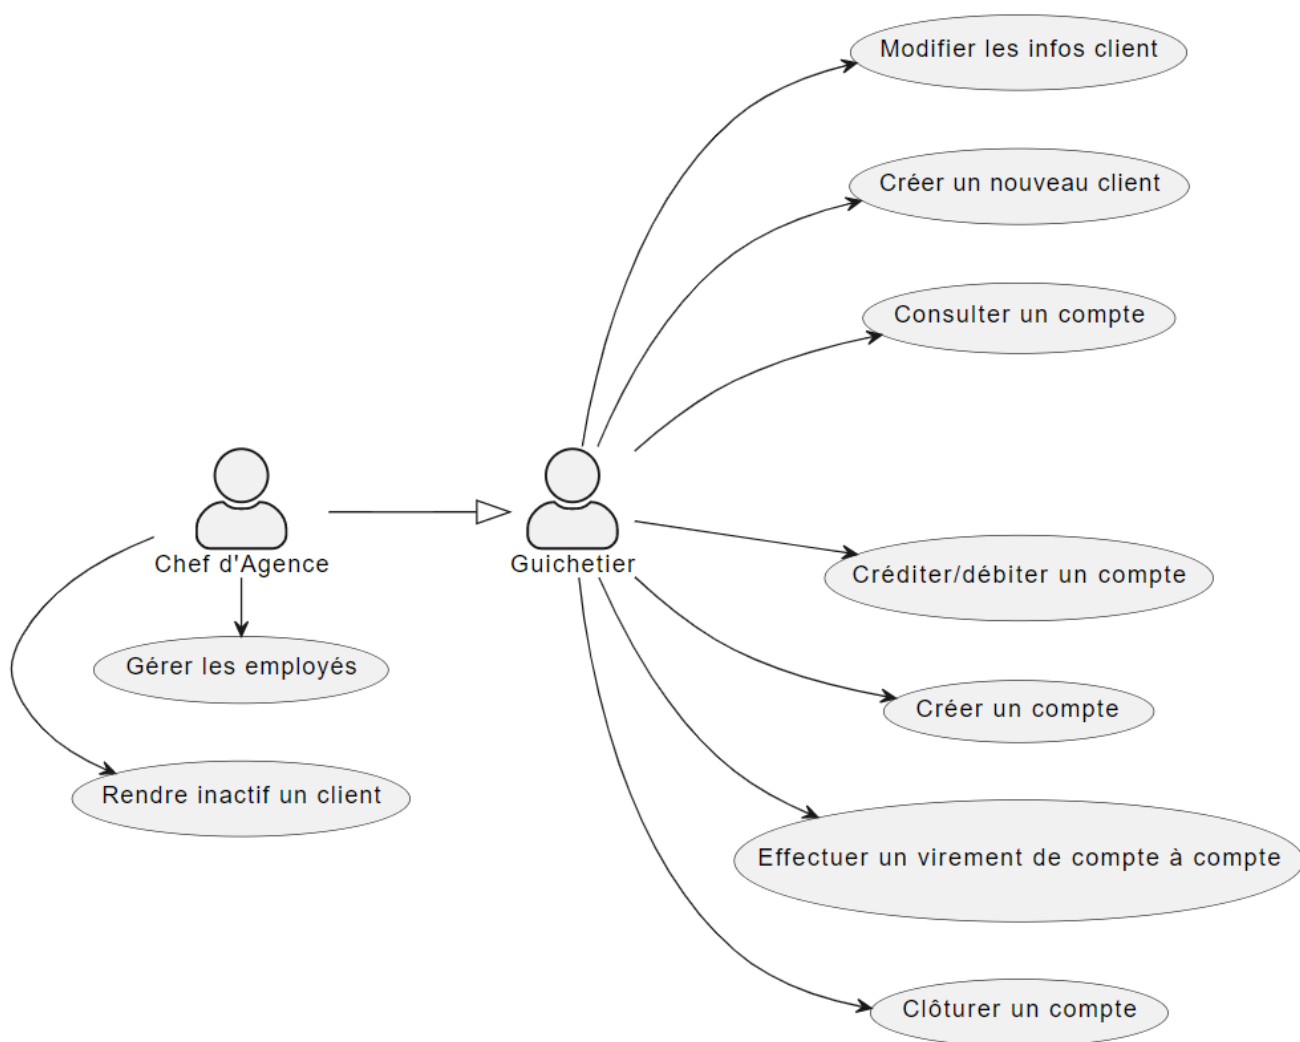 Modifier les infos client
Créer un nouveau client
Consulter un compte
Chef d'Agence
Guichetier
Créditer/débiter un compte
Gérer les employés
Créer un compte
Rendre inactif un client
Effectuer un virement de compte à compte
Clôturer un compte